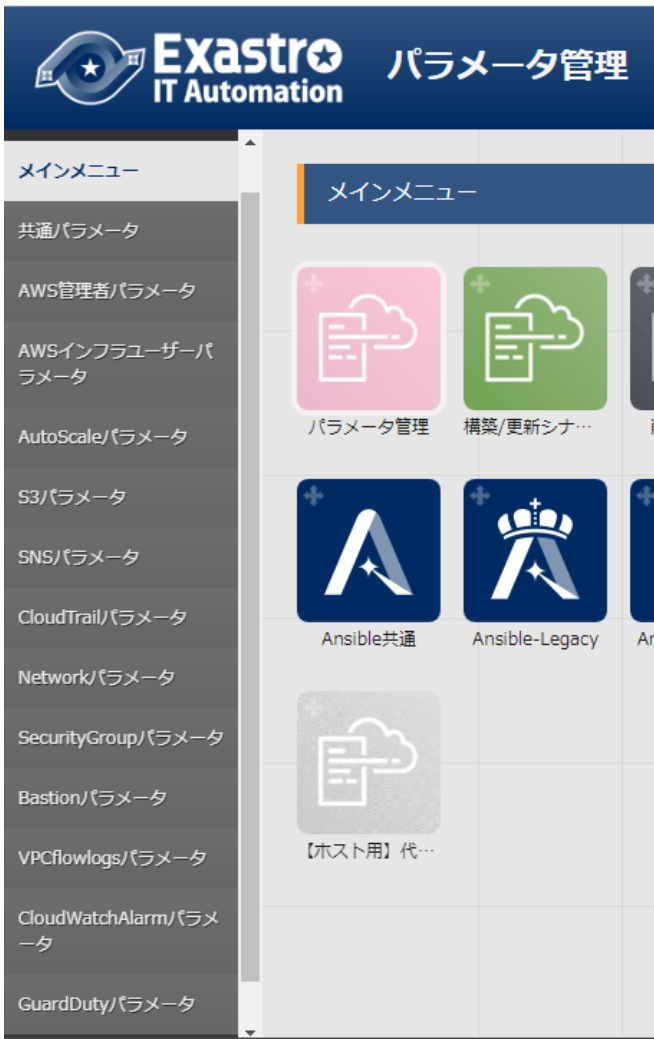 Exastro
IT Automation
パラメータ管理
メインメニュー
共通パラメータ
AWS管理者パラメータ
AWSインフラユーザーパ
ラメータ
AutoScaleパラメータ
S3パラメータ
SNSパラメータ
CloudTrailパラメータ
Networkパラメータ
SecurityGroupパラメータ
Bastionパラメータ
VPCflowlogsパラメータ
CloudWatchAlarmパラメ
ータ
GuardDutyパラメータ
メインメニュー
パラメータ管理
構築/更新シナ…
Ansible共通
Ansible-Legacy
【ホスト用】代…